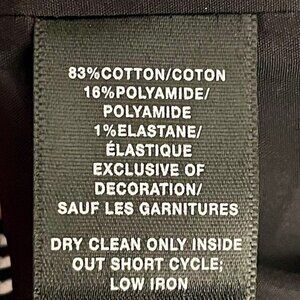 83%COTTON/COTON
16%POLYAMIDE/
POLYAMIDE
1%ELASTANE/
ÉLASTIQUE
EXCLUSIVE OF
DECORATION/
SAUF LES GARNITURES
DRY CLEAN ONLY INSIDE
OUT SHORT CYCLE;
LOW IRON